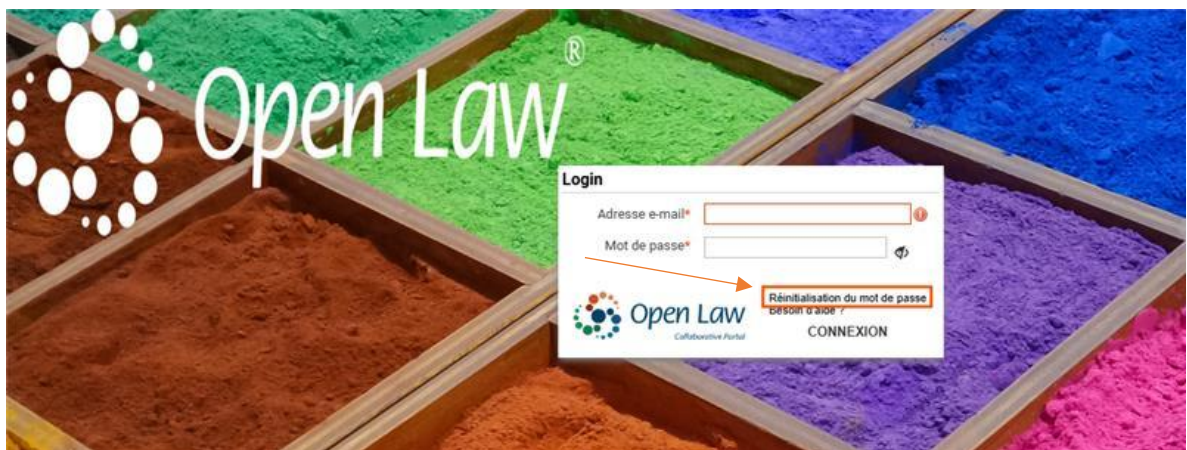 Open Law®
Login
Adresse e-mail*
Mot de passe*
Réinitialisation du mot de passe
Besoin d'aide ?
Open Law
Collaborative Portal
CONNEXION